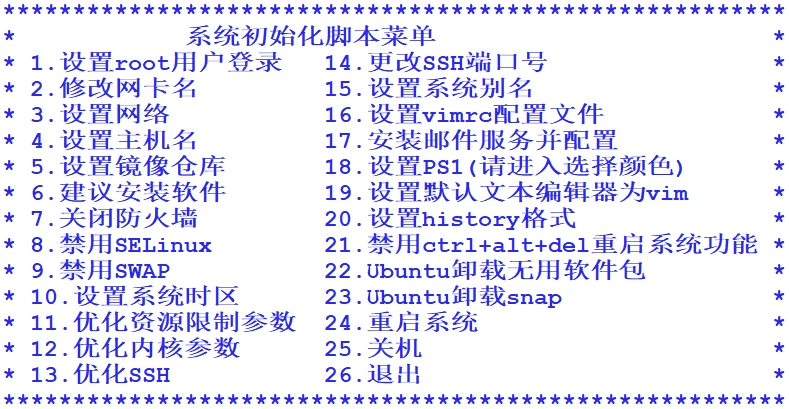 *********************************************************
* 系统初始化脚本菜单 *
* 1.设置root用户登录 14.更改SSH端口号 *
* 2.修改网卡名 15.设置系统别名 *
* 3.设置网络 16.设置vimrc配置文件 *
* 4.设置主机名 17.安装邮件服务并配置 *
* 5.设置镜像仓库 18.设置PS1(请进入选择颜色) *
* 6.建议安装软件 19.设置默认文本编辑器为vim *
* 7.关闭防火墙 20.设置history格式 *
* 8.禁用SELinux 21.禁用ctrl+alt+del重启系统功能 *
* 9.禁用SWAP 22.Ubuntu卸载无用软件包 *
* 10.设置系统时区 23.Ubuntu卸载snap *
* 11.优化资源限制参数 24.重启系统 *
* 12.优化内核参数 25.关机 *
* 13.优化SSH 26.退出 *
*********************************************************